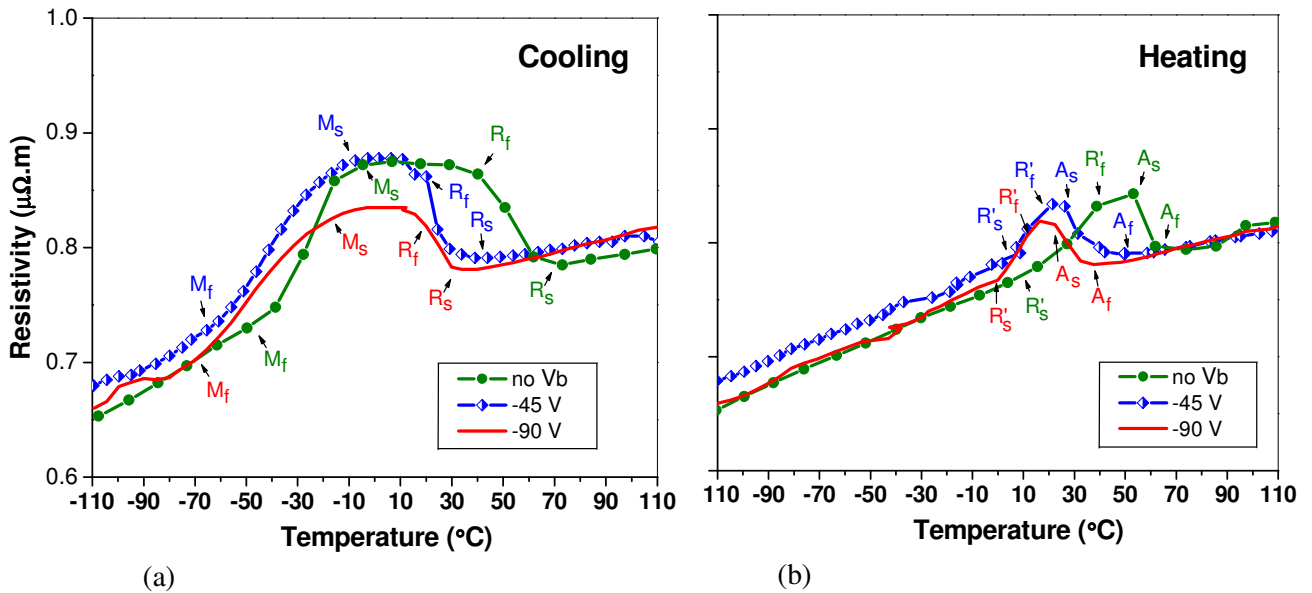 Cooling
Resistivity (μΩ.m)
1.0
0.9
0.8
0.7
0.6
Ms
Rf
Ms
Rf
Rs
Ms
Rf
Rs
Rs
Mf
Mf
Mf
no Vb
-45 V
-90 V
-110 -90 -70 -50 -30 -10 10 30 50 70 90 110
Temperature (°C)
(a)
Heating
R'f
As
R'f
As
R'f
R's
Af
Af
As
Af
R's
R's
no Vb
-45 V
-90 V
110 -90 -70 -50 -30 -10 10 30 50 70 90 110
Temperature (°C)
(b)